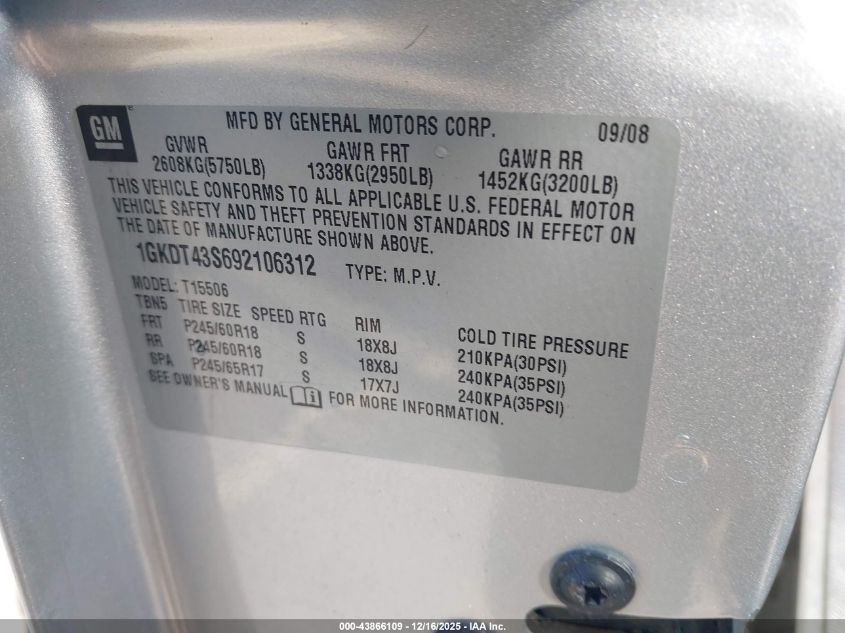 GM
MFD BY GENERAL MOTORS CORP. 09/08
GVWR GAWR FRT GAWR RR
2608KG(5750LB) 1338KG(2950LB) 1452KG(3200LB)
THIS VEHICLE CONFORMS TO ALL APPLICABLE U.S. FEDERAL MOTOR
VEHICLE SAFETY AND THEFT PREVENTION STANDARDS IN EFFECT ON
THE DATE OF MANUFACTURE SHOWN ABOVE.
1GKDT43S692106312 TYPE: M.P.V.
MODEL: T15506
TBN5 TIRE SIZE SPEED RTG RIM COLD TIRE PRESSURE
FRT P245/60R18 S 18X8J 210KPA(30PSI)
RR P245/60R18 S 18X8J 240KPA(35PSI)
SPA P245/65R17 S 17X7J 240KPA(35PSI)
SEE OWNER'S MANUAL FOR MORE INFORMATION.
000-43866109 - 12/16/2025 - IAA Inc.